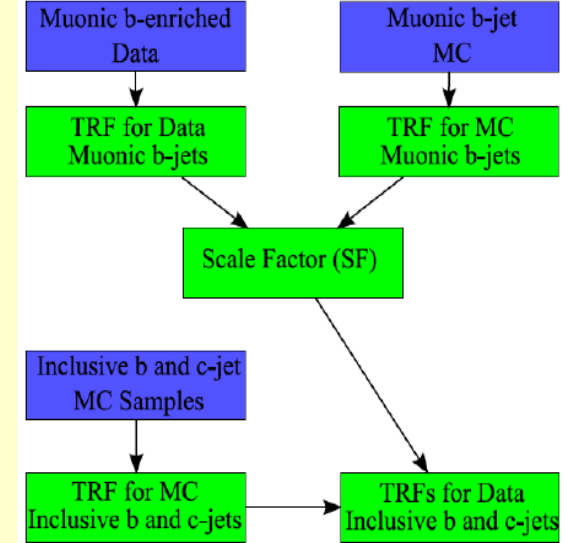 Muonic b-enriched
Data
Muonic b-jet
MC
TRF for Data
Muonic b-jets
TRF for MC
Muonic b-jets
Scale Factor (SF)
Inclusive b and c-jet
MC Samples
TRF for MC
Inclusive b and c-jets
TRFs for Data
Inclusive b and c-jets